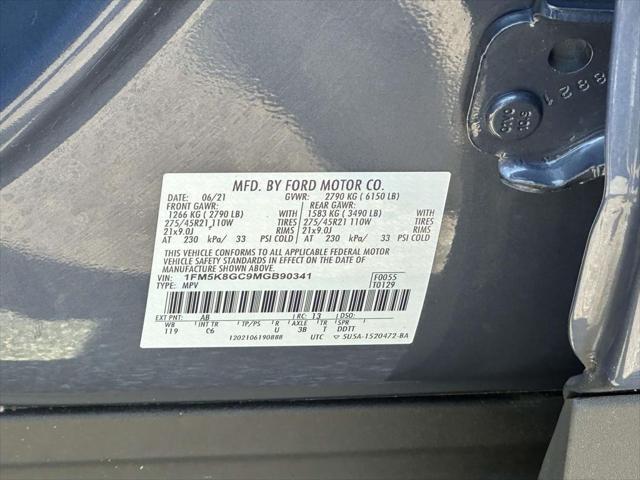 MFD. BY FORD MOTOR CO.
DATE: 06/21 GVWR: 2790 KG ( 6150 LB)
FRONT GAWR: REAR GAWR:
1266 KG ( 2790 LB) WITH 1583 KG ( 3490 LB) WITH
275/45R21 110W TIRES 275/45R21 110W TIRES
21x9.0J RIMS 21x9.0J RIMS
AT 230 kPa/ 33 PSI COLD AT 230 kPa/ 33 PSI COLD
THIS VEHICLE CONFORMS TO ALL APPLICABLE FEDERAL MOTOR
VEHICLE SAFETY STANDARDS IN EFFECT ON THE DATE OF
MANUFACTURE SHOWN ABOVE.
VIN: 1FM5K8GC9MGB90341 F0055
TYPE: MPV T0129
EXT PNT: AB RC: 13 DSO:
WB INT TR TP/PS R AXLE TR SPR
119 C6 U 3B T DDTT
1202106190888 UTC 5U5A-1520472-BA